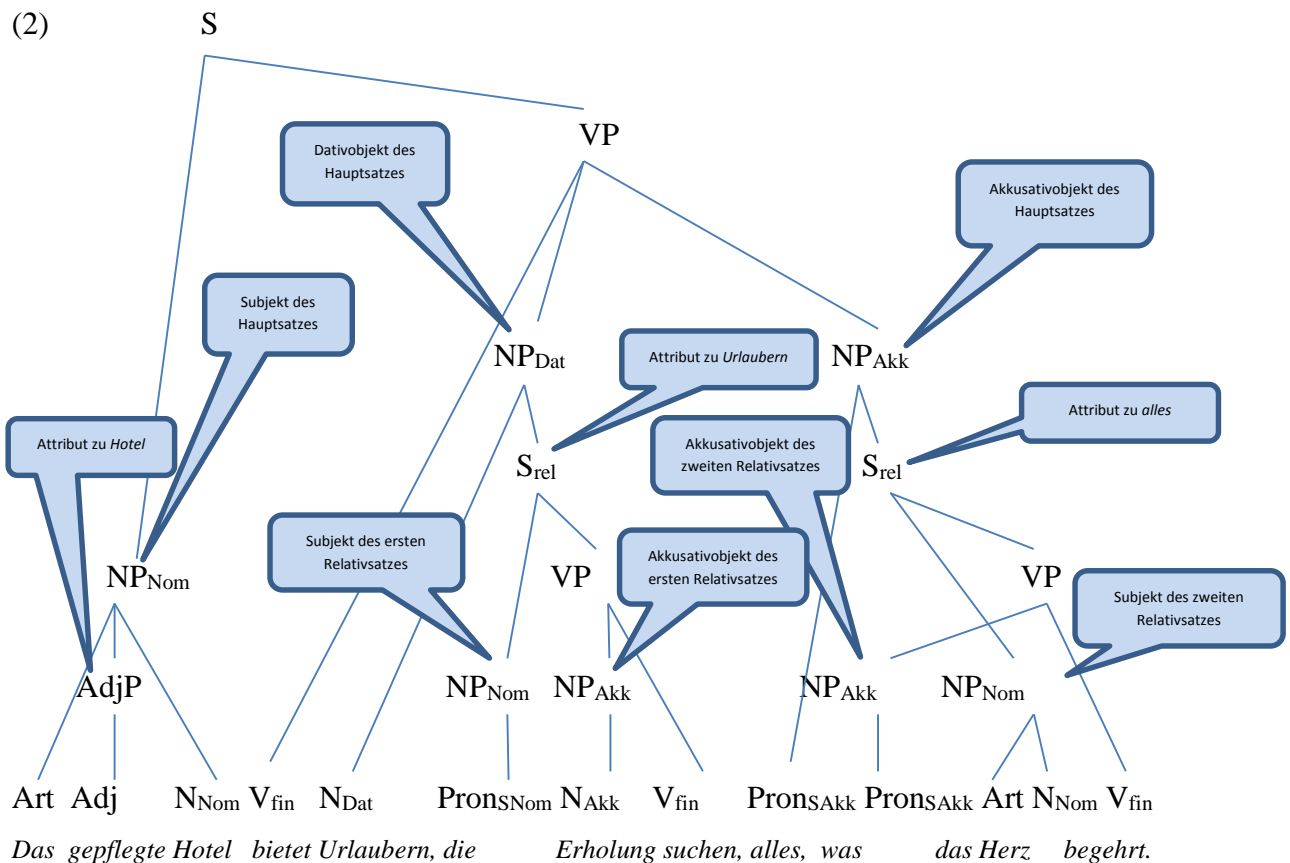 (2)
S
VP
Dativobjekt des
Hauptsatzes
Akkusativobjekt des
Hauptsatzes
Subjekt des
Hauptsatzes
NPDat
Attribut zu Urlaubern
NPAkk
Attribut zu Hotel
Akkusativobjekt des
zweiten Relativsatzes
Attribut zu alles
Srel
Srel
Subjekt des ersten
Relativsatzes
Akkusativobjekt des
ersten Relativsatzes
NPNom
VP
VP
Subjekt des zweiten
Relativsatzes
AdjP
NPNom
NPAkk
NPAkk
NPNom
Art Adj NNom Vfin NDat PronSNom NAkk Vfin PronSAkk PronSAkk Art NNom Vfin
Das gepflegte Hotel bietet Urlaubern, die Erholung suchen, alles, was das Herz begehrt.